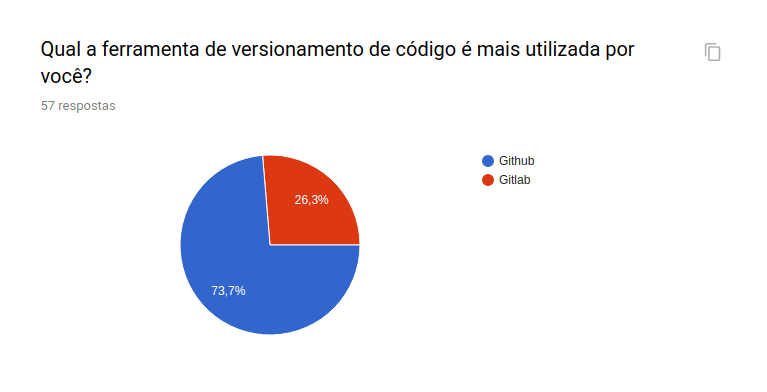 Qual a ferramenta de versionamento de código é mais utilizada por
você?
57 respostas
Github
Gitlab
26,3%
73,7%